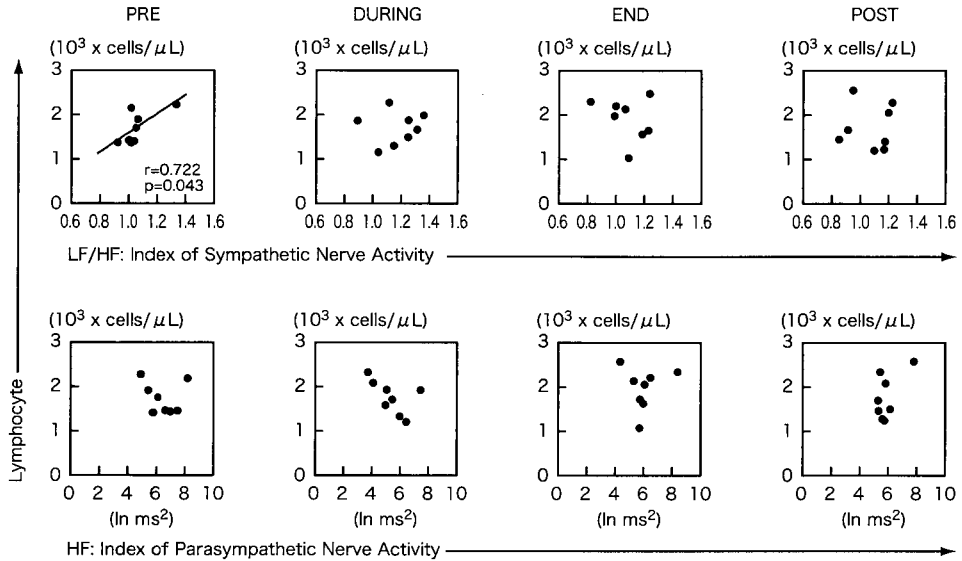 PRE DURING END POST
(10³ x cells/μL) (10³ x cells/μL) (10³ x cells/μL) (10³ x cells/μL)
3 3 3 3
2 2 2 2
1 1 1 1
r=0.722
p=0.043
0 0 0 0
0.6 0.8 1.0 1.2 1.4 1.6 0.6 0.8 1.0 1.2 1.4 1.6 0.6 0.8 1.0 1.2 1.4 1.6 0.6 0.8 1.0 1.2 1.4 1.6
LF/HF: Index of Sympathetic Nerve Activity
Lymphocyte
(10³ x cells/μL) (10³ x cells/μL) (10³ x cells/μL) (10³ x cells/μL)
3 3 3 3
2 2 2 2
1 1 1 1
0 0 0 0
0 2 4 6 8 10 0 2 4 6 8 10 0 2 4 6 8 10 0 2 4 6 8 10
(ln ms²) (ln ms²) (ln ms²) (ln ms²)
HF: Index of Parasympathetic Nerve Activity